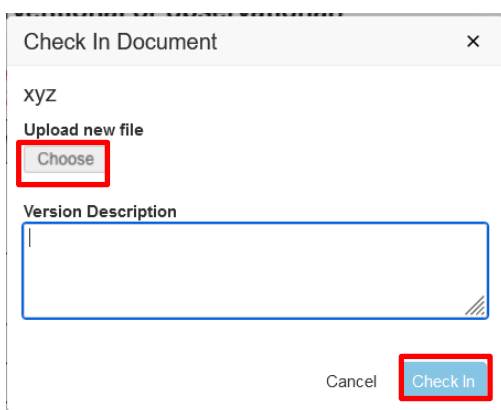 Check In Document ×
xyz
Upload new file
Choose
Version Description
Cancel Check In